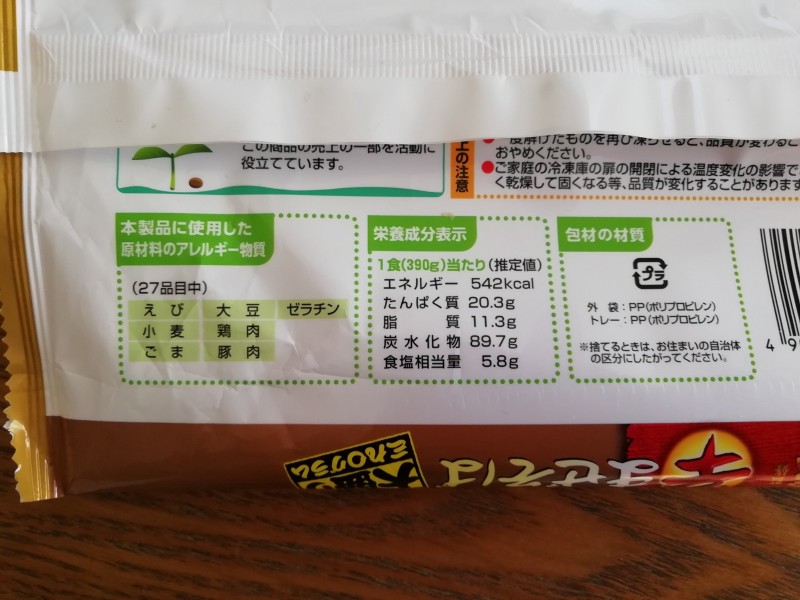 この商品の売上の一部を活動に
役立てています。
上の注意
一度解けたものを再び凍らせると、品質が変わると
おやめください。
●ご家庭の冷凍庫の扉の開閉による温度変化の影響で
く乾燥して固くなる等、品質が変化することがあります
本製品に使用した
原材料のアレルギー物質
(27品目中)
えび 大豆 ゼラチン
小麦 鶏肉
ごま 豚肉
栄養成分表示
1食(390g)当たり(推定値)
エネルギー 542kcal
たんぱく質 20.3g
脂質 11.3g
炭水化物 89.7g
食塩相当量 5.8g
包材の材質
プラ
外袋：PP(ポリプロピレン)
トレー：PP(ポリプロピレン)
※捨てるときは、お住まいの自治体
の区分にしたがってください。
4 9
まぜそば